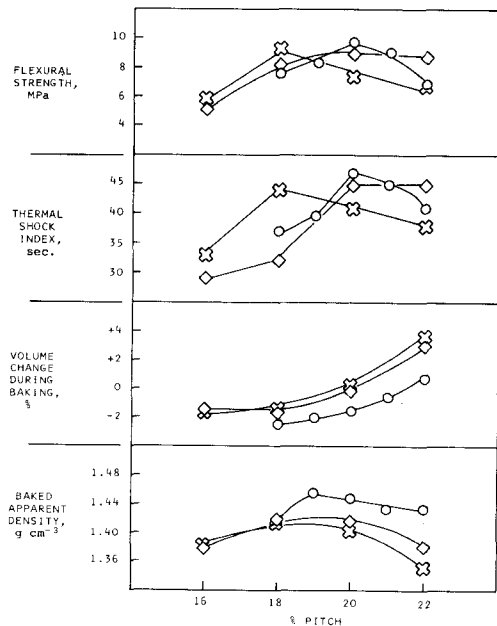 FLEXURAL
STRENGTH,
MPa
10
8
6
4
THERMAL
SHOCK
INDEX,
sec.
45
40
35
30
VOLUME
CHANGE
DURING
BAKING,
%
+4
+2
0
-2
BAKED
APPARENT
DENSITY,
g cm⁻³
1.48
1.44
1.40
1.36
16 18 20 22
% PITCH